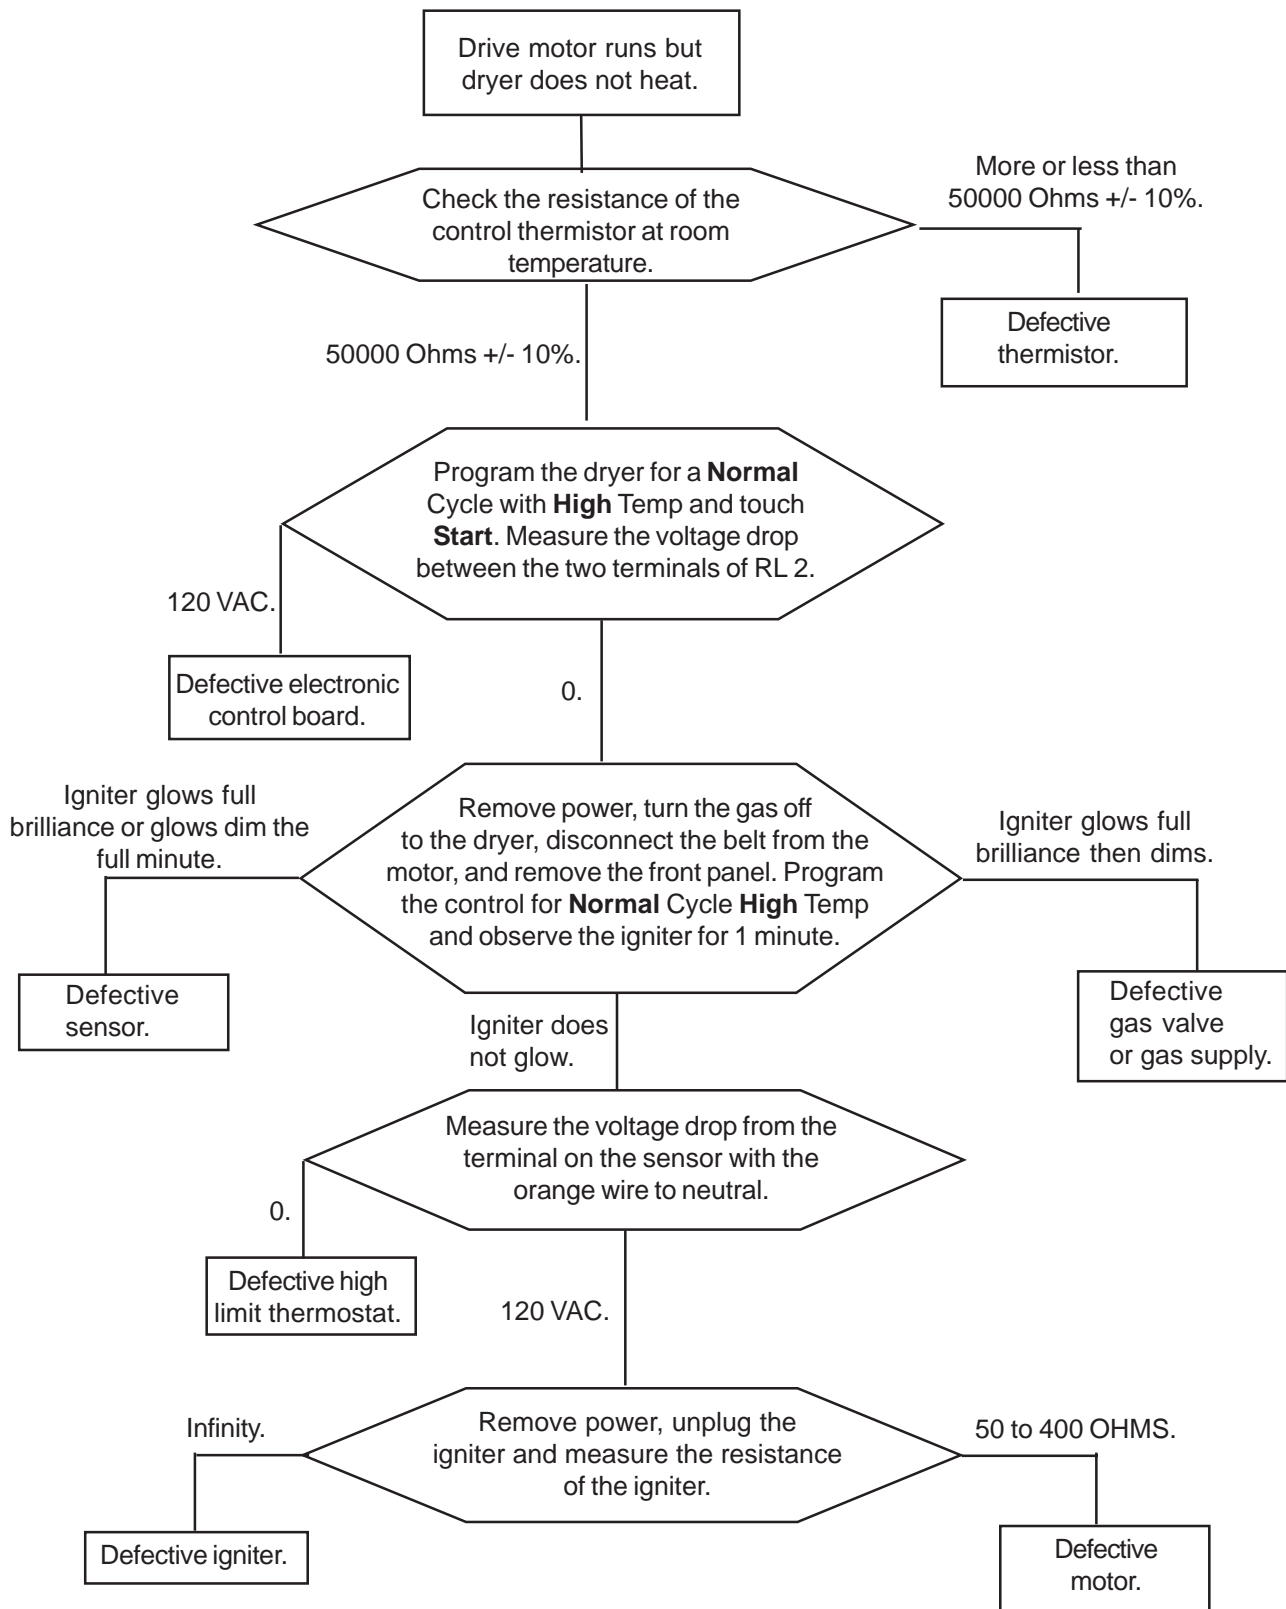 Drive motor runs but
dryer does not heat.
Check the resistance of the
control thermistor at room
temperature.
More or less than
50000 Ohms +/- 10%.
Defective
thermistor.
50000 Ohms +/- 10%.
Program the dryer for a Normal
Cycle with High Temp and touch
Start. Measure the voltage drop
between the two terminals of RL 2.
120 VAC.
Defective electronic
control board.
0.
Igniter glows full
brilliance or glows dim the
full minute.
Remove power, turn the gas off
to the dryer, disconnect the belt from the
motor, and remove the front panel. Program
the control for Normal Cycle High Temp
and observe the igniter for 1 minute.
Igniter glows full
brilliance then dims.
Defective
sensor.
Defective
gas valve
or gas supply.
Igniter does
not glow.
Measure the voltage drop from the
terminal on the sensor with the
orange wire to neutral.
0.
Defective high
limit thermostat.
120 VAC.
Infinity.
Remove power, unplug the
igniter and measure the resistance
of the igniter.
50 to 400 OHMS.
Defective igniter.
Defective
motor.